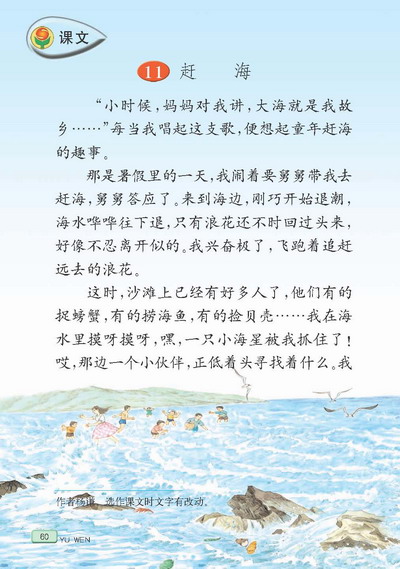 课文
11 赶 海
“小时候,妈妈对我讲,大海就是我故
乡……”每当我唱起这支歌,便想起童年赶海
的趣事。
那是暑假里的一天,我闹着要舅舅带我去
赶海,舅舅答应了。来到海边,刚巧开始退潮,
海水哗哗往下退,只有浪花还不时回过头来,
好像不忍离开似的。我兴奋极了,飞跑着追赶
远去的浪花。
这时,沙滩上已经有好多人了,他们有的
捉螃蟹,有的捞海鱼,有的捡贝壳……我在海
水里摸呀摸呀,嘿,一只小海星被我抓住了!
哎,那边一个小伙伴,正低着头寻找着什么。我
作者杨 ,选作课文时文字有改动。
60
YU WEN